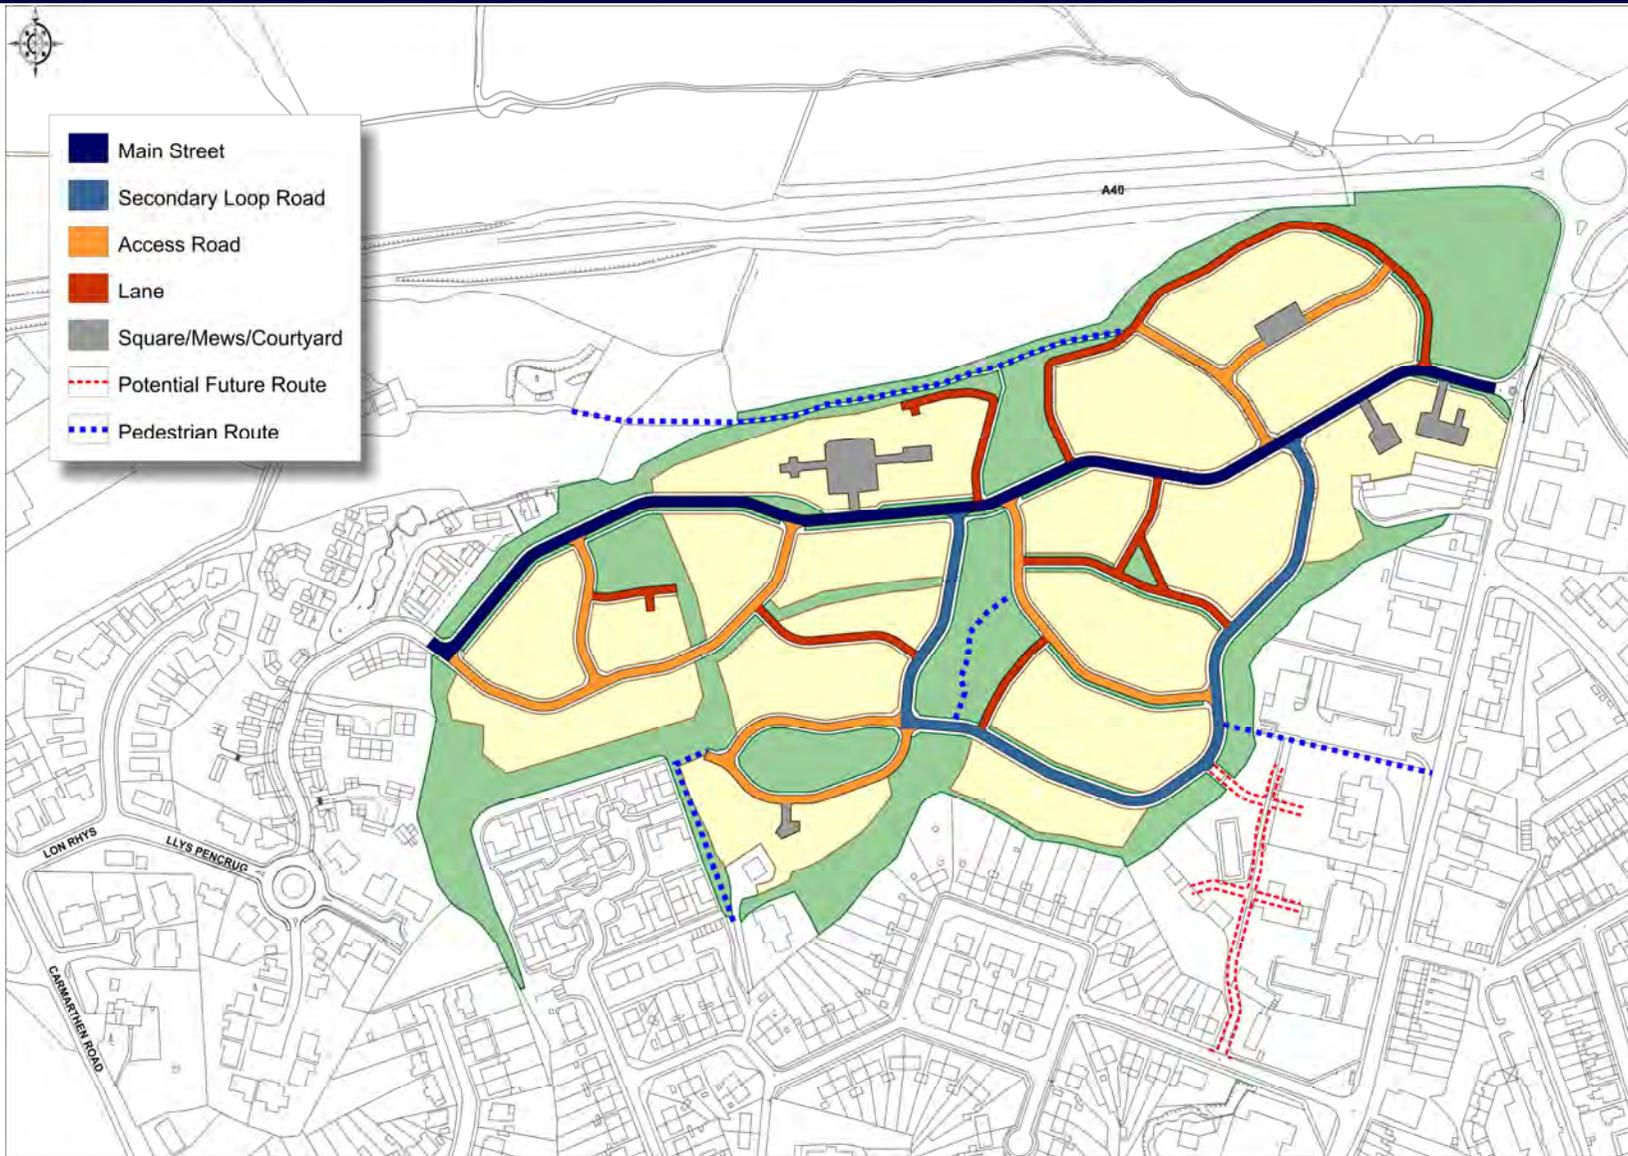 Main Street
Secondary Loop Road
Access Road
Lane
Square/Mews/Courtyard
Potential Future Route
Pedestrian Route
A40
LON RHYS
LLYS PENCRUG
CARMARTHEN ROAD